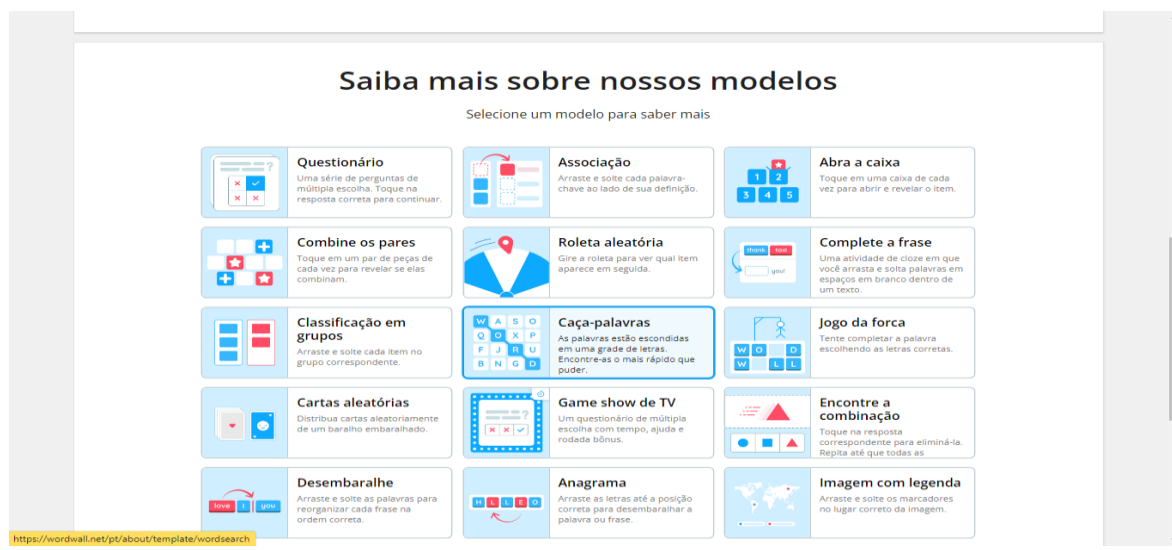 Saiba mais sobre nossos modelos
Selecione um modelo para saber mais
Questionário
Uma série de perguntas de
múltipla escolha. Toque na
resposta correta para continuar.
Associação
Arraste e solte cada palavra-
chave ao lado de sua definição.
1 2
3 4 5
Abra a caixa
Toque em uma caixa de cada
vez para abrir e revelar o item.
Combine os pares
Toque em um par de peças de
cada vez para revelar se elas
combinam.
Roleta aleatória
Gire a roleta para ver qual item
aparece em seguida.
thank taxi
you!
Complete a frase
Uma atividade de cloze em que
você arrasta e solta palavras em
espaços em branco dentro de
um texto.
Classificação em
grupos
Arraste e solte cada item no
grupo correspondente.
W A S O
Q O X P
F J R U
B N G D
Caça-palavras
As palavras estão escondidas
em uma grade de letras.
Encontre-as o mais rápido que
puder.
W O D
W L L
Jogo da forca
Tente completar a palavra
escolhendo as letras corretas.
Cartas aleatórias
Distribua cartas aleatoriamente
de um baralho embaralhado.
?
Game show de TV
Um questionário de múltipla
escolha com tempo, ajuda e
rodada bônus.
Encontre a
combinação
Toque na resposta
correspondente para eliminá-la.
Repita até que todas as
love I you
Desembaralhe
Arraste e solte as palavras para
reorganizar cada frase na
ordem correta.
H L L E O
Anagrama
Arraste as letras até a posição
correta para desembaralhar a
palavra ou frase.
Imagem com legenda
Arraste e solte os marcadores
no lugar correto da imagem.
https://wordwall.net/pt/about/template/wordsearch